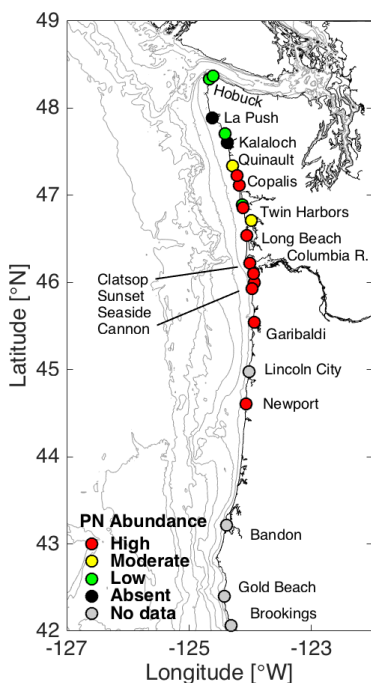 49
48
47
46
45
44
43
42
Latitude [°N]
Hobuck
La Push
Kalaloch
Quinault
Copalis
Twin Harbors
Long Beach
Columbia R.
Clatsop
Sunset
Seaside
Cannon
Garibaldi
Lincoln City
Newport
Bandon
Gold Beach
Brookings
PN Abundance
High
Moderate
Low
Absent
No data
-127
-125
-123
Longitude [°W]